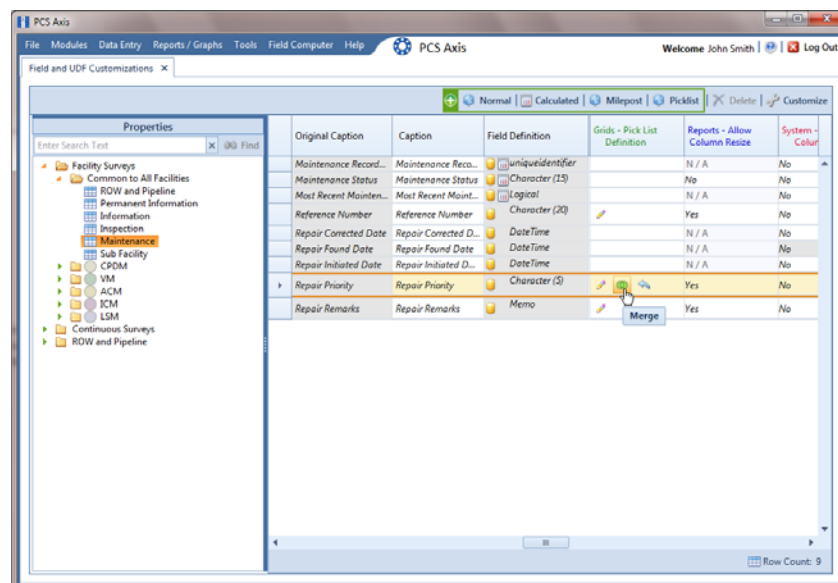 PCS Axis
File Modules Data Entry Reports / Graphs Tools Field Computer Help PCS Axis Welcome John Smith | | Log Out
Field and UDF Customizations ×
Normal | Calculated | Milepost | Picklist | Delete | Customize
Properties
Enter Search Text × Find
Facility Surveys
Common to All Facilities
ROW and Pipeline
Permanent Information
Information
Inspection
Maintenance
Sub Facility
CPDM
VM
ACM
ICM
LSM
Continuous Surveys
ROW and Pipeline
Original Caption Caption Field Definition Grids - Pick List Definition Reports - Allow Column Resize System - Colur
Maintenance Record... Maintenance Reco... uniqueidentifier N / A No
Maintenance Status Maintenance Status Character (15) No No
Most Recent Mainten... Most Recent Maint... Logical N / A No
Reference Number Reference Number Character (20) Yes No
Repair Corrected Date Repair Corrected D... DateTime N / A No
Repair Found Date Repair Found Date DateTime N / A No
Repair Initiated Date Repair Initiated D... DateTime N / A No
Repair Priority Repair Priority Character (5) Yes No
Repair Remarks Repair Remarks Memo Yes No
Merge
Row Count: 9